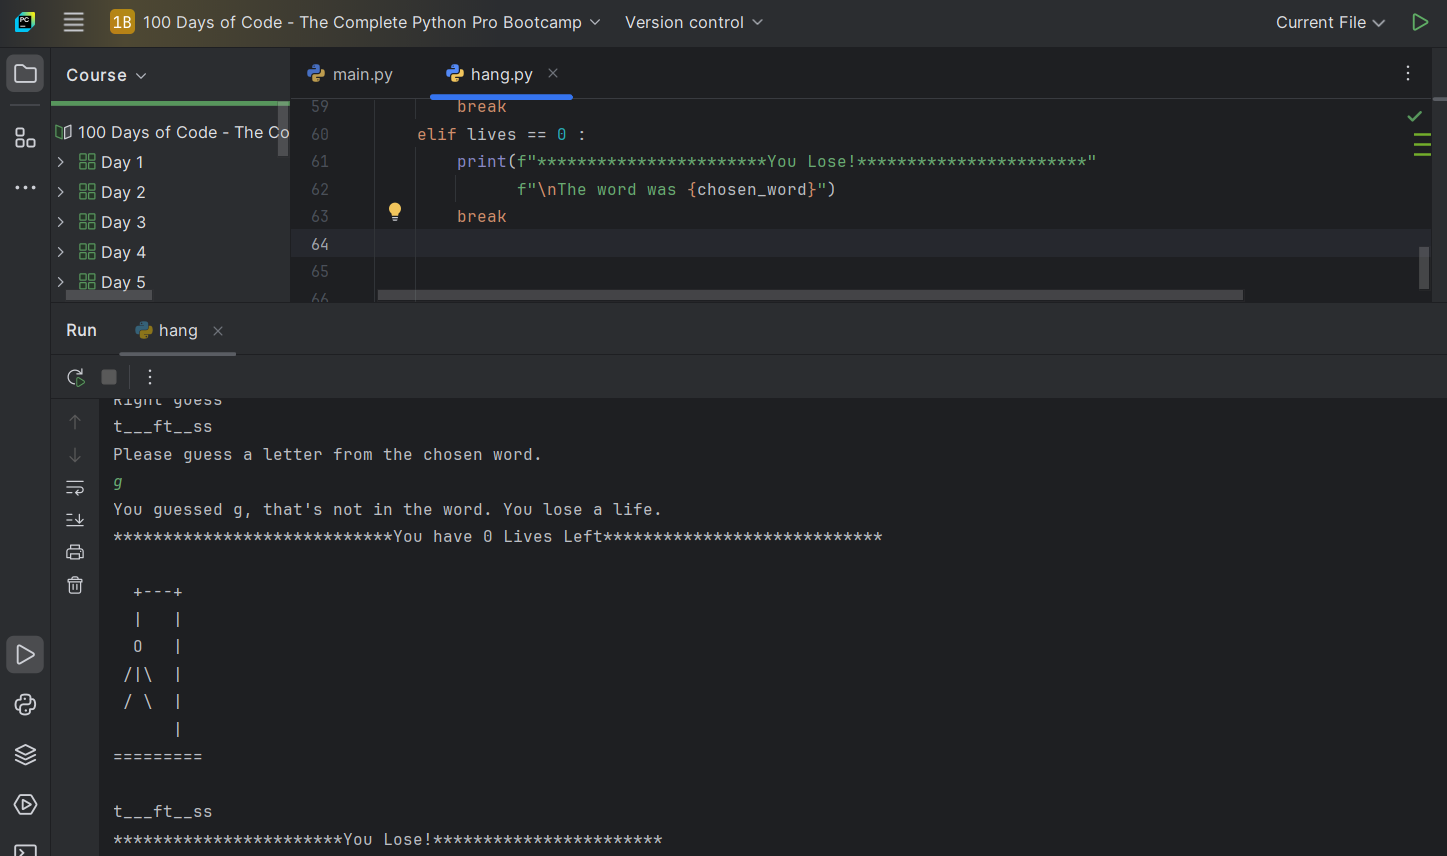 PC
1B 100 Days of Code - The Complete Python Pro Bootcamp Version control Current File
Course
main.py
hang.py
100 Days of Code - The Co
Day 1
Day 2
Day 3
Day 4
Day 5
59 break
60 elif lives == 0 :
61 print(f"***********************You Lose!***********************"
62 f"\nThe word was {chosen_word}")
63 break
64
65
66
Run hang
Right guess
t___ft__ss
Please guess a letter from the chosen word.
g
You guessed g, that's not in the word. You lose a life.
****************************You have 0 Lives Left****************************
+---+
|   |
O   |
/|\  |
/ \  |
|
=========
t___ft__ss
***********************You Lose!***********************